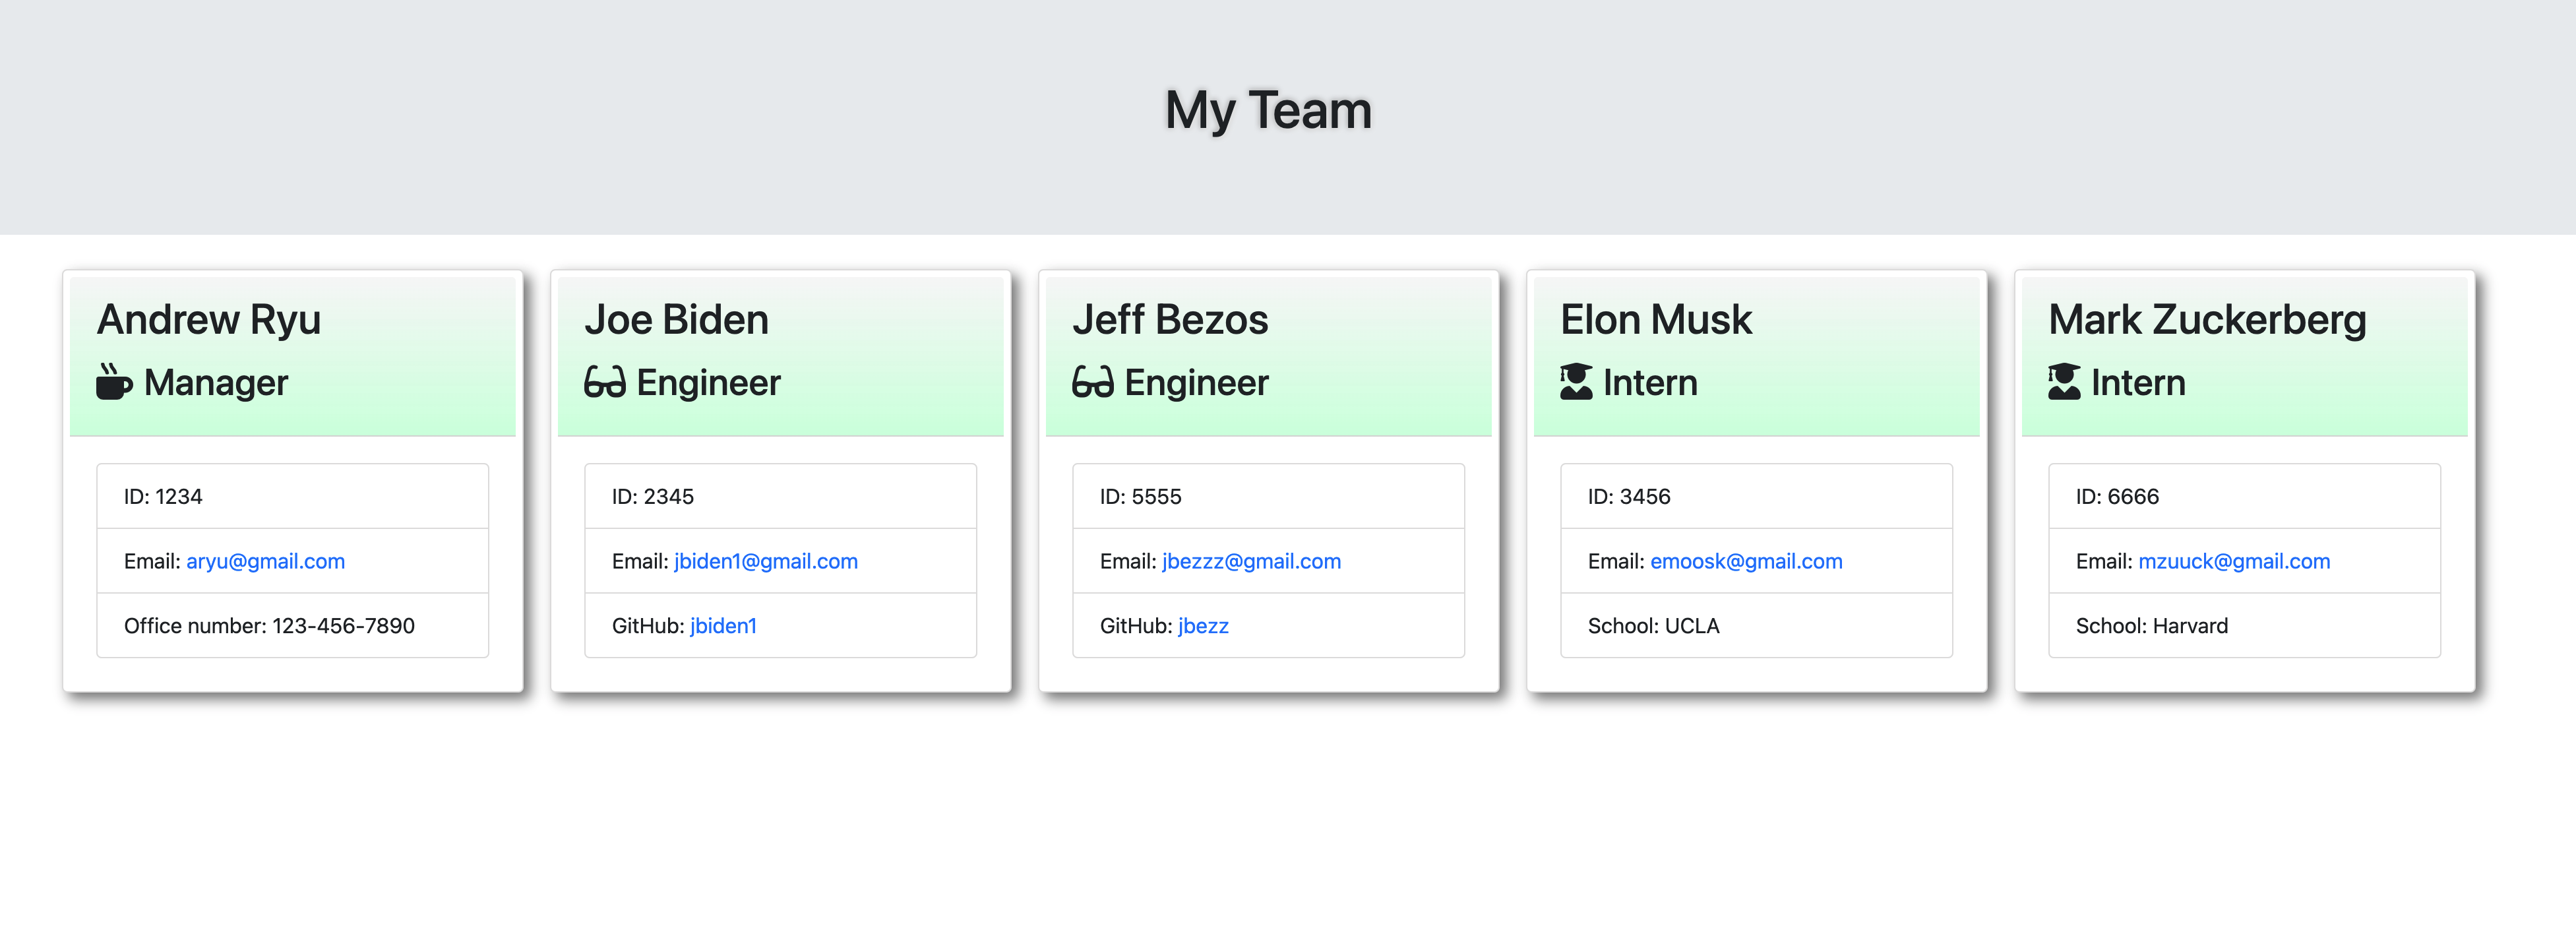 My Team
Andrew Ryu
Manager
ID: 1234
Email: aryu@gmail.com
Office number: 123-456-7890
Joe Biden
Engineer
ID: 2345
Email: jbiden1@gmail.com
GitHub: jbiden1
Jeff Bezos
Engineer
ID: 5555
Email: jbezzz@gmail.com
GitHub: jbezz
Elon Musk
Intern
ID: 3456
Email: emoosk@gmail.com
School: UCLA
Mark Zuckerberg
Intern
ID: 6666
Email: mzuuck@gmail.com
School: Harvard